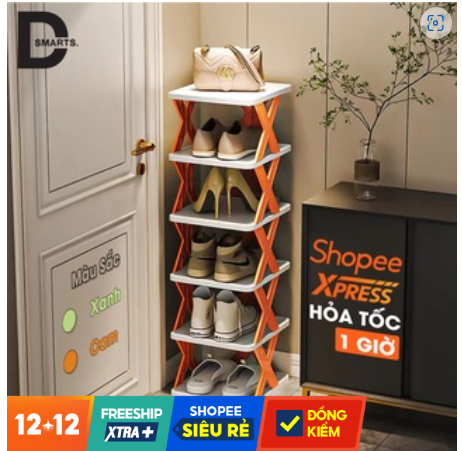 D
SMARTS.
Màu Sắc
Xanh
Cam
Shopee
XPRESS
HỎA TỐC
1 GIỜ
12✦12
FREESHIP
XTRA+
SHOPEE
SIÊU RẺ
ĐỒNG
KIỂM